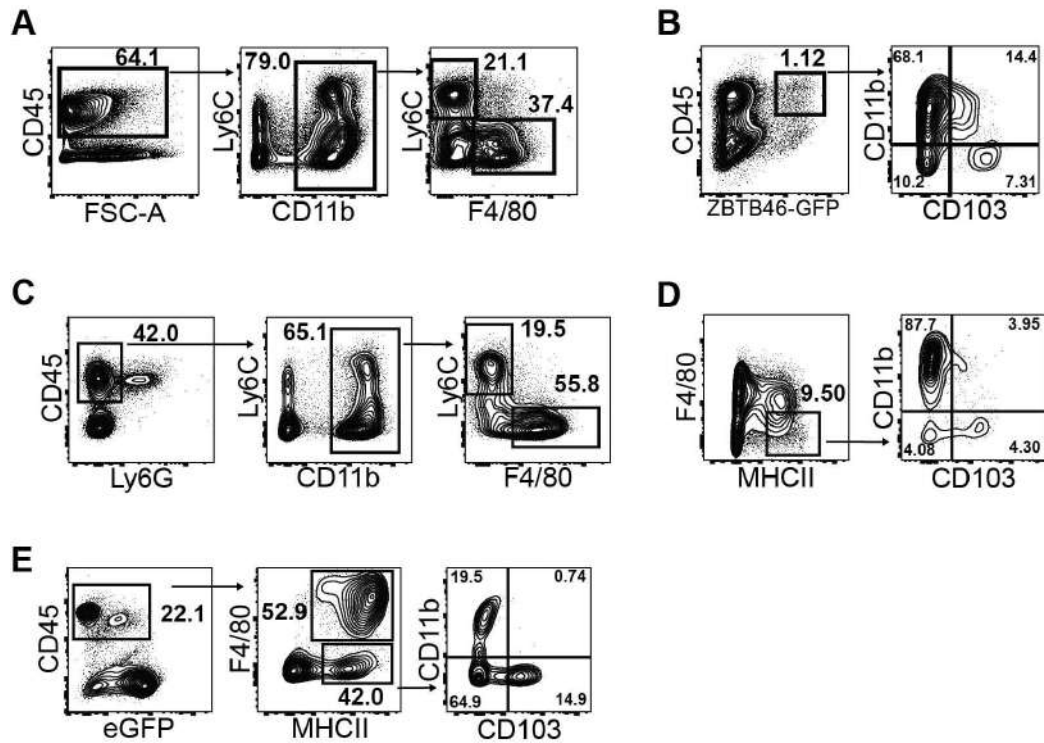 A
B
64.1
79.0
21.1
37.4
CD45
Ly6C
Ly6C
FSC-A
CD11b
F4/80
1.12
68.1
14.4
CD45
CD11b
10.2
7.31
ZBTB46-GFP
CD103
C
D
42.0
65.1
19.5
55.8
CD45
Ly6C
Ly6C
Ly6G
CD11b
F4/80
87.7
3.95
F4/80
9.50
CD11b
4.08
4.30
MHCII
CD103
E
CD45
22.1
F4/80
52.9
42.0
19.5
0.74
CD11b
64.9
14.9
eGFP
MHCII
CD103